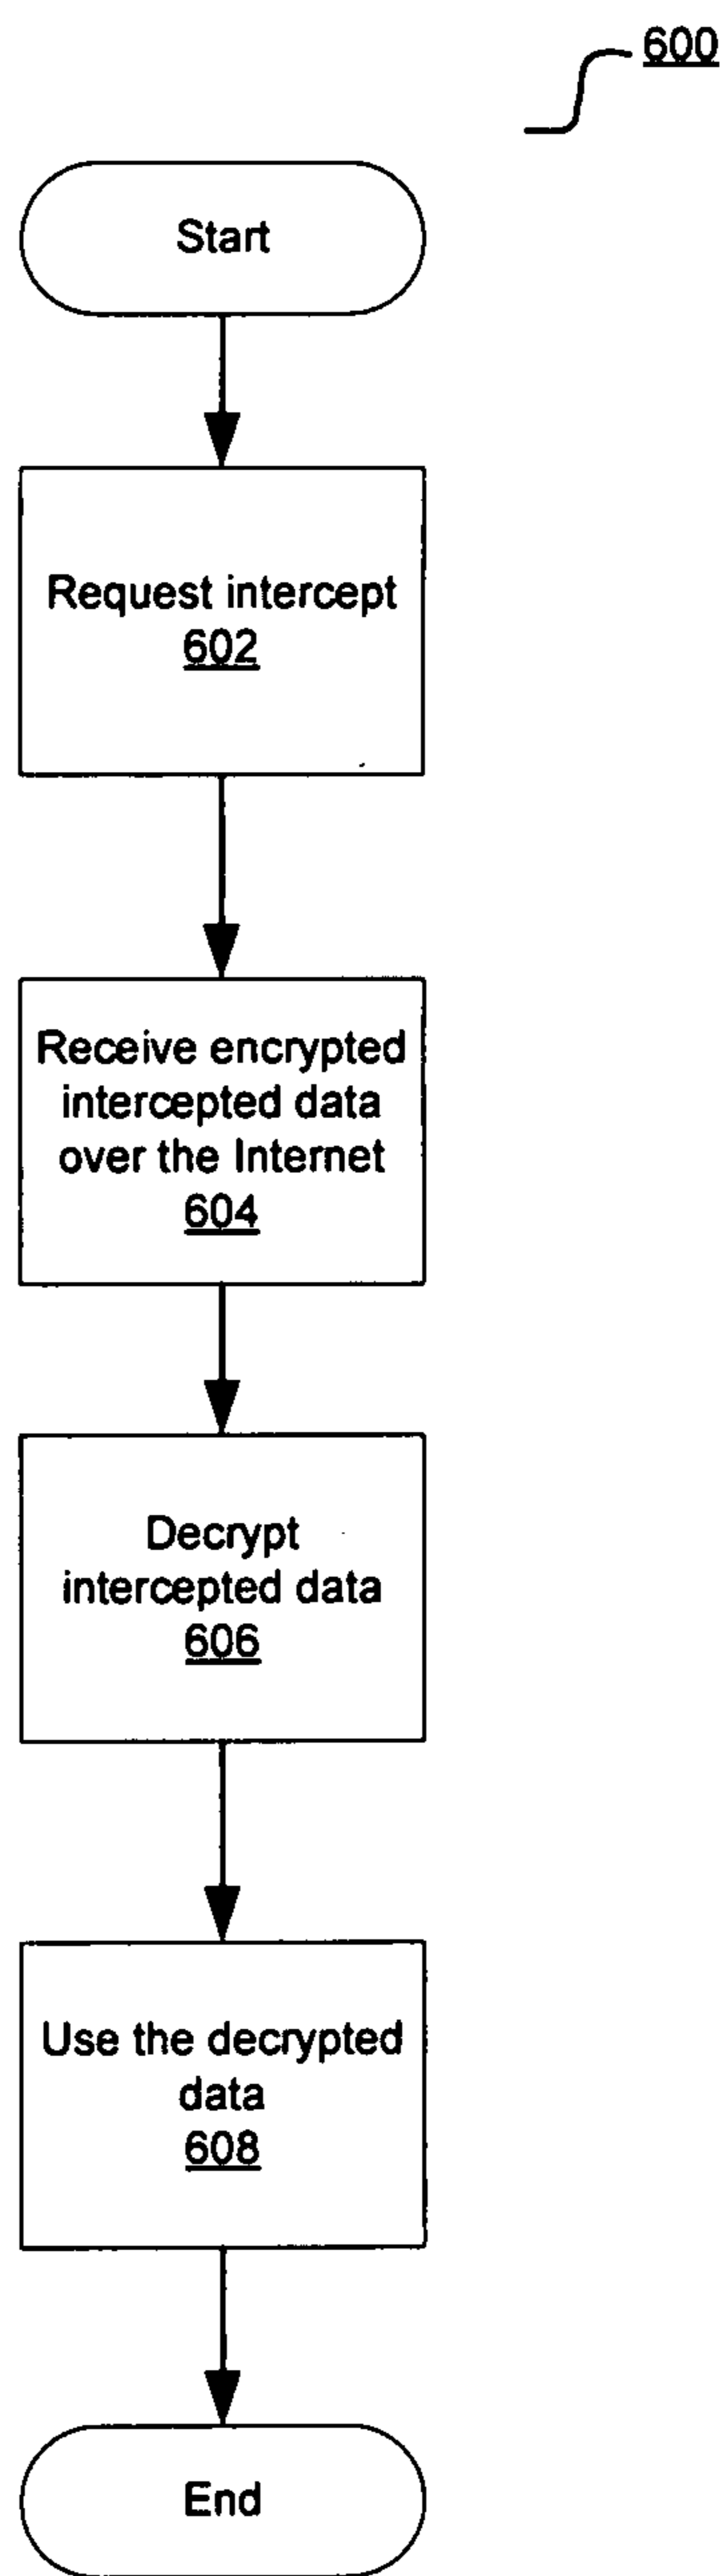 600
Start
Request intercept
602
Receive encrypted
intercepted data
over the Internet
604
Decrypt
intercepted data
606
Use the decrypted
data
608
End